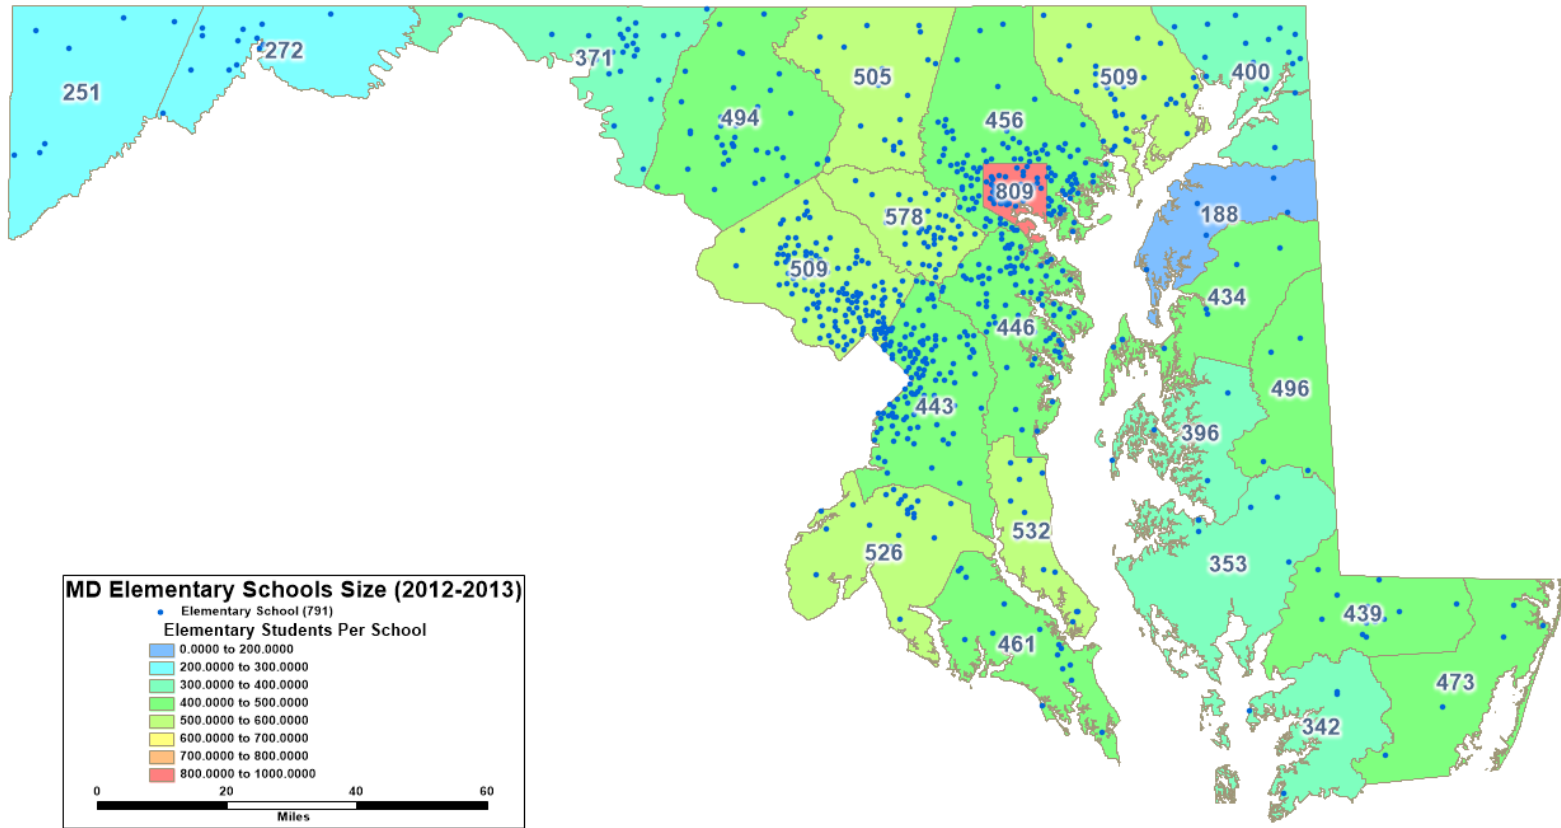 272
371
251
505
509
400
494
456
809
188
578
509
434
446
496
443
396
532
526
353
439
461
473
342
MD Elementary Schools Size (2012-2013)
Elementary School (791)
Elementary Students Per School
0.0000 to 200.0000
200.0000 to 300.0000
300.0000 to 400.0000
400.0000 to 500.0000
500.0000 to 600.0000
600.0000 to 700.0000
700.0000 to 800.0000
800.0000 to 1000.0000
0 20 40 60
Miles